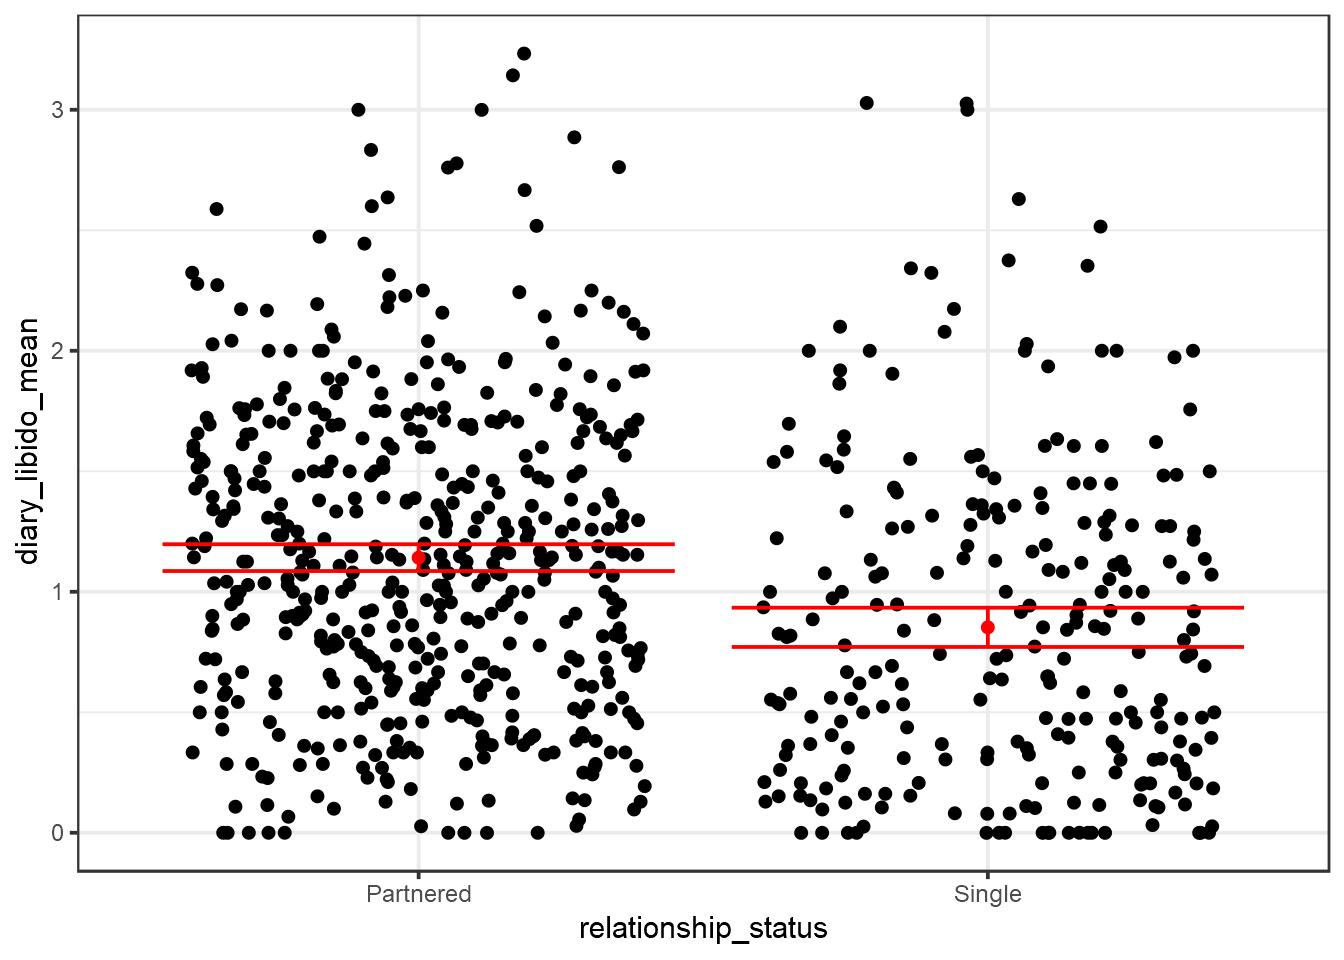 3
2
1
0
diary_libido_mean
Partnered
Single
relationship_status